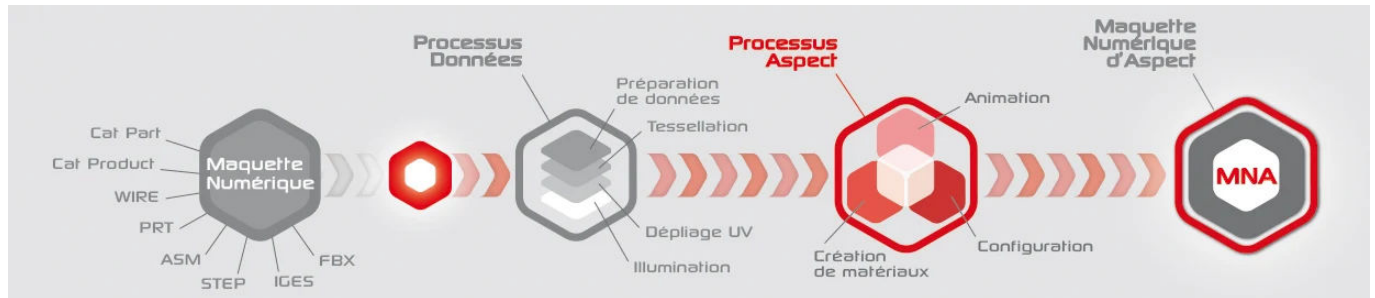 Cat Part
Cat Product
WIRE
PRT
ASM
STEP
IGES
FBX
Maquette
Numérique
Processus
Données
Préparation
de données
Tessellation
Dépliage UV
Illumination
Processus
Aspect
Animation
Création
de matériaux
Configuration
Maquette
Numérique
d'Aspect
MNA